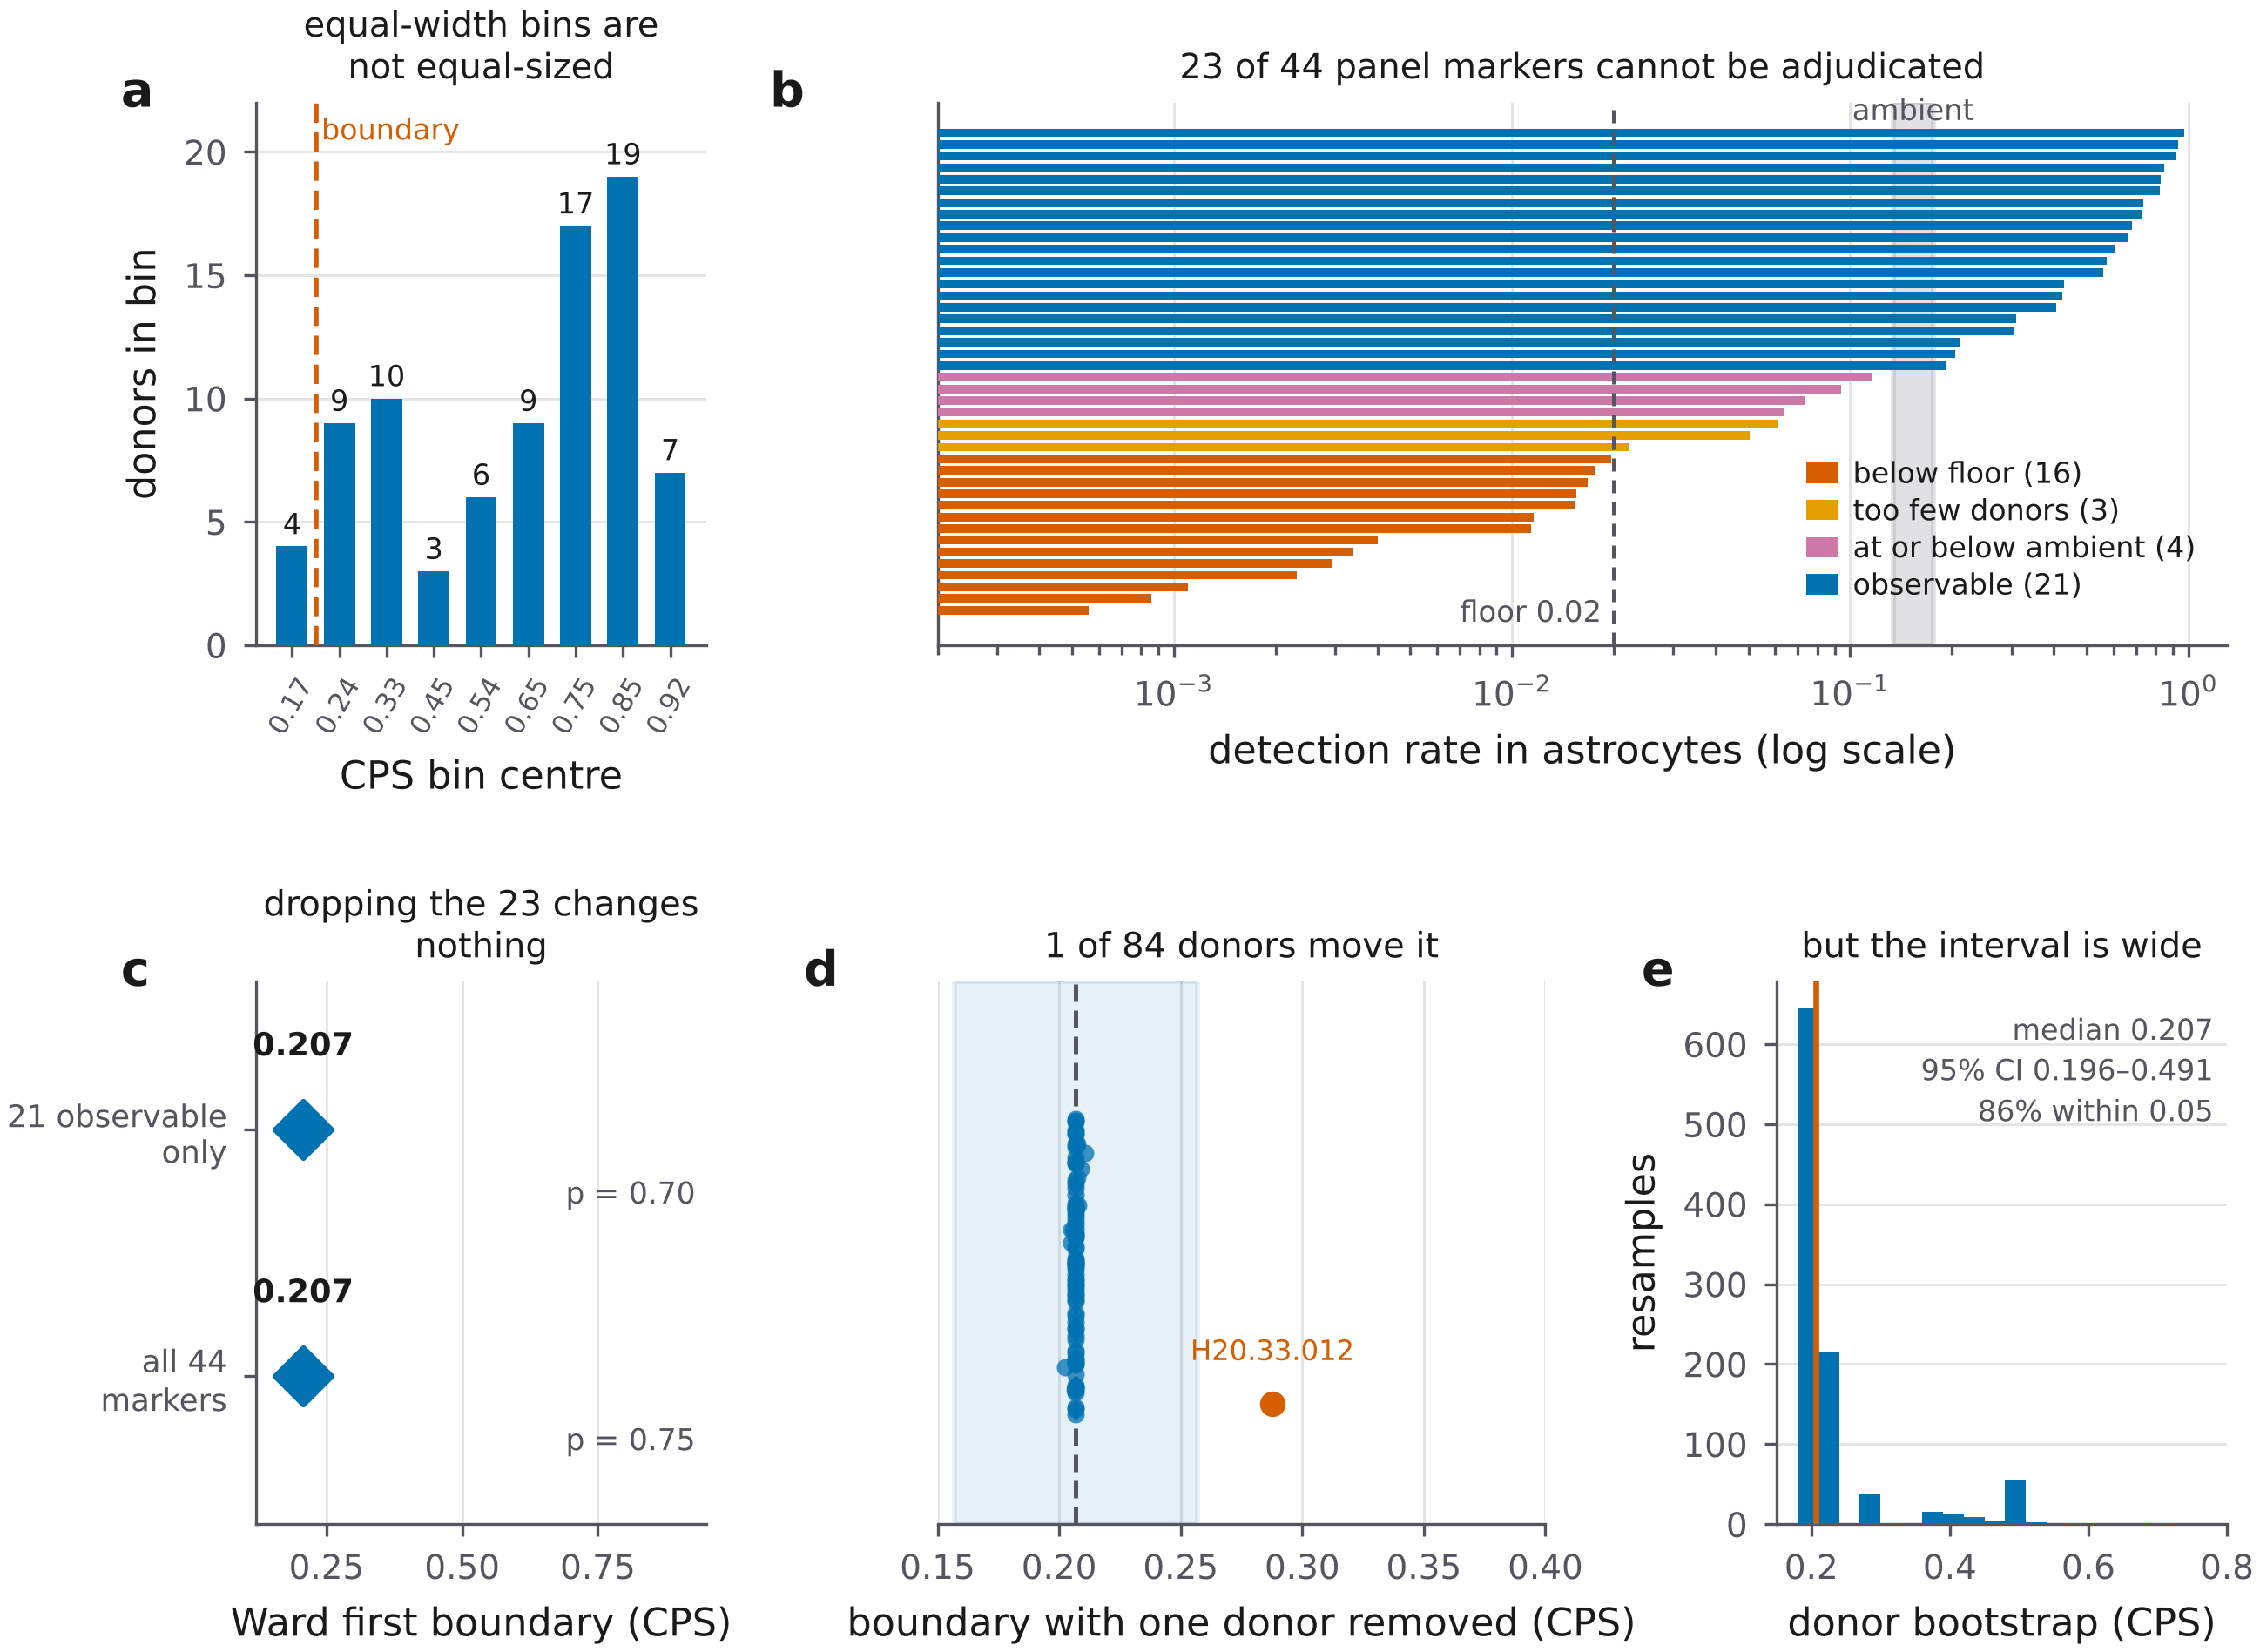 equal-width bins are
not equal-sized
a
boundary
20
15
10
5
0
4
9
10
3
6
9
17
19
7
donors in bin
0.17
0.24
0.33
0.45
0.54
0.65
0.75
0.85
0.92
CPS bin centre
b
23 of 44 panel markers cannot be adjudicated
ambient
below floor (16)
too few donors (3)
at or below ambient (4)
observable (21)
floor 0.02
10⁻³
10⁻²
10⁻¹
10⁰
detection rate in astrocytes (log scale)
dropping the 23 changes
nothing
c
0.207
21 observable
only
p = 0.70
0.207
all 44
markers
p = 0.75
0.25
0.50
0.75
Ward first boundary (CPS)
d
1 of 84 donors move it
H20.33.012
0.15
0.20
0.25
0.30
0.35
0.40
boundary with one donor removed (CPS)
e
but the interval is wide
median 0.207
95% CI 0.196–0.491
86% within 0.05
600
500
400
300
200
100
0
resamples
0.2
0.4
0.6
0.8
donor bootstrap (CPS)